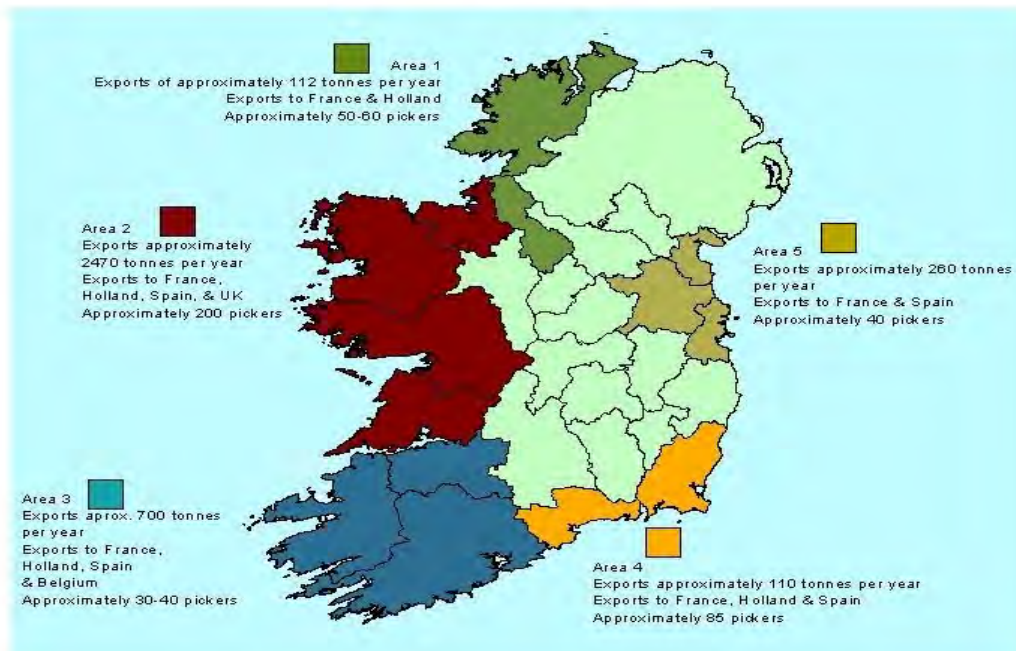 Area 1
Exports of approximately 112 tonnes per year
Exports to France & Holland
Approximately 50-60 pickers
Area 2
Exports approximately
2470 tonnes per year
Exports to France,
Holland, Spain, & UK
Approximately 200 pickers
Area 5
Exports approximately 260 tonnes
per year
Exports to France & Spain
Approximately 40 pickers
Area 3
Exports aprox. 700 tonnes
per year
Exports to France,
Holland, Spain
& Belgium
Approximately 30-40 pickers
Area 4
Exports approximately 110 tonnes per year
Exports to France, Holland & Spain
Approximately 85 pickers